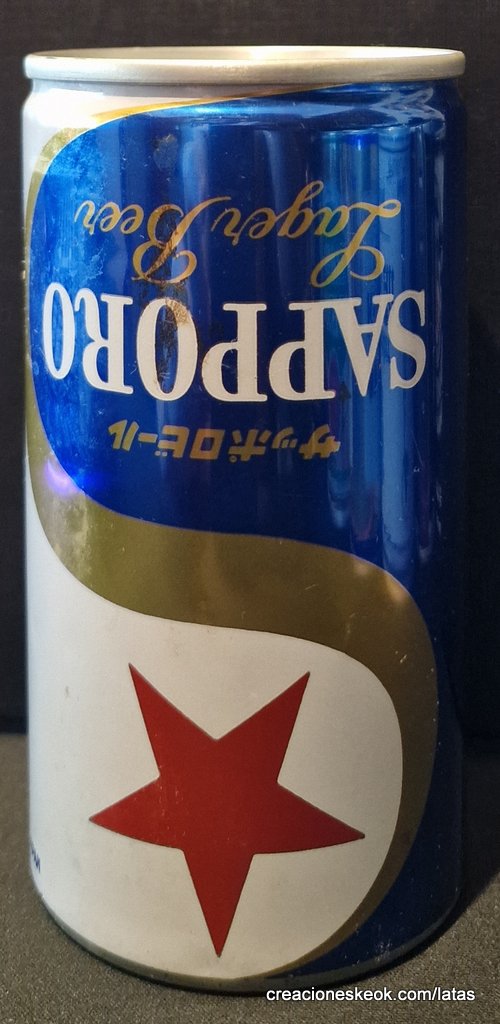 サッポロビール
SAPPORO
Lager Beer
creacioneskeok.com/latas